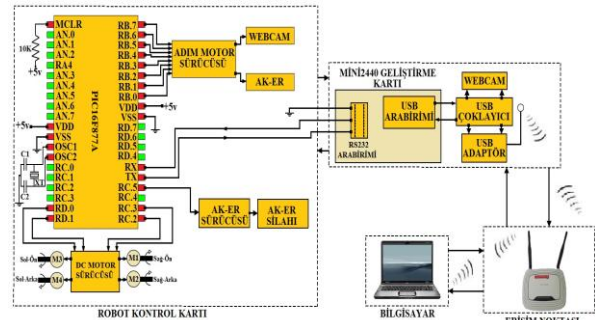 MCLR
AN.0
AN.1
AN.2
RA4
AN.3
AN.4
AN.5
AN.6
AN.7
VDD
VSS
OSC1
OSC2
RC.0
RC.1
RC.2
RC.3
RD.0
RD.1
PIC16F877A
RB.7
RB.6
RB.5
RB.4
RB.3
RB.2
RB.1
RB.0
VDD
VSS
RD.7
RD.6
RD.5
RD.4
RX
TX
RC.5
RC.4
RC.3
RC.2
10K
+5v
+5v
+5v
C1
C2
ADIM MOTOR
SÜRÜCÜSÜ
WEBCAM
AK-ER
AK-ER
SÜRÜCÜSÜ
AK-ER
SİLAHI
DC MOTOR
SÜRÜCÜSÜ
Sol-Ön
M3
M4
Sol-Arka
M1
Sağ-Ön
M2
Sağ-Arka
ROBOT KONTROL KARTI
MİNİ2440 GELİŞTİRME
KARTI
RS232
ARABİRİMİ
USB
ARABİRİMİ
WEBCAM
USB
ÇOKLAYICI
USB
ADAPTÖR
BİLGİSAYAR
ERİŞİM NOKTASI